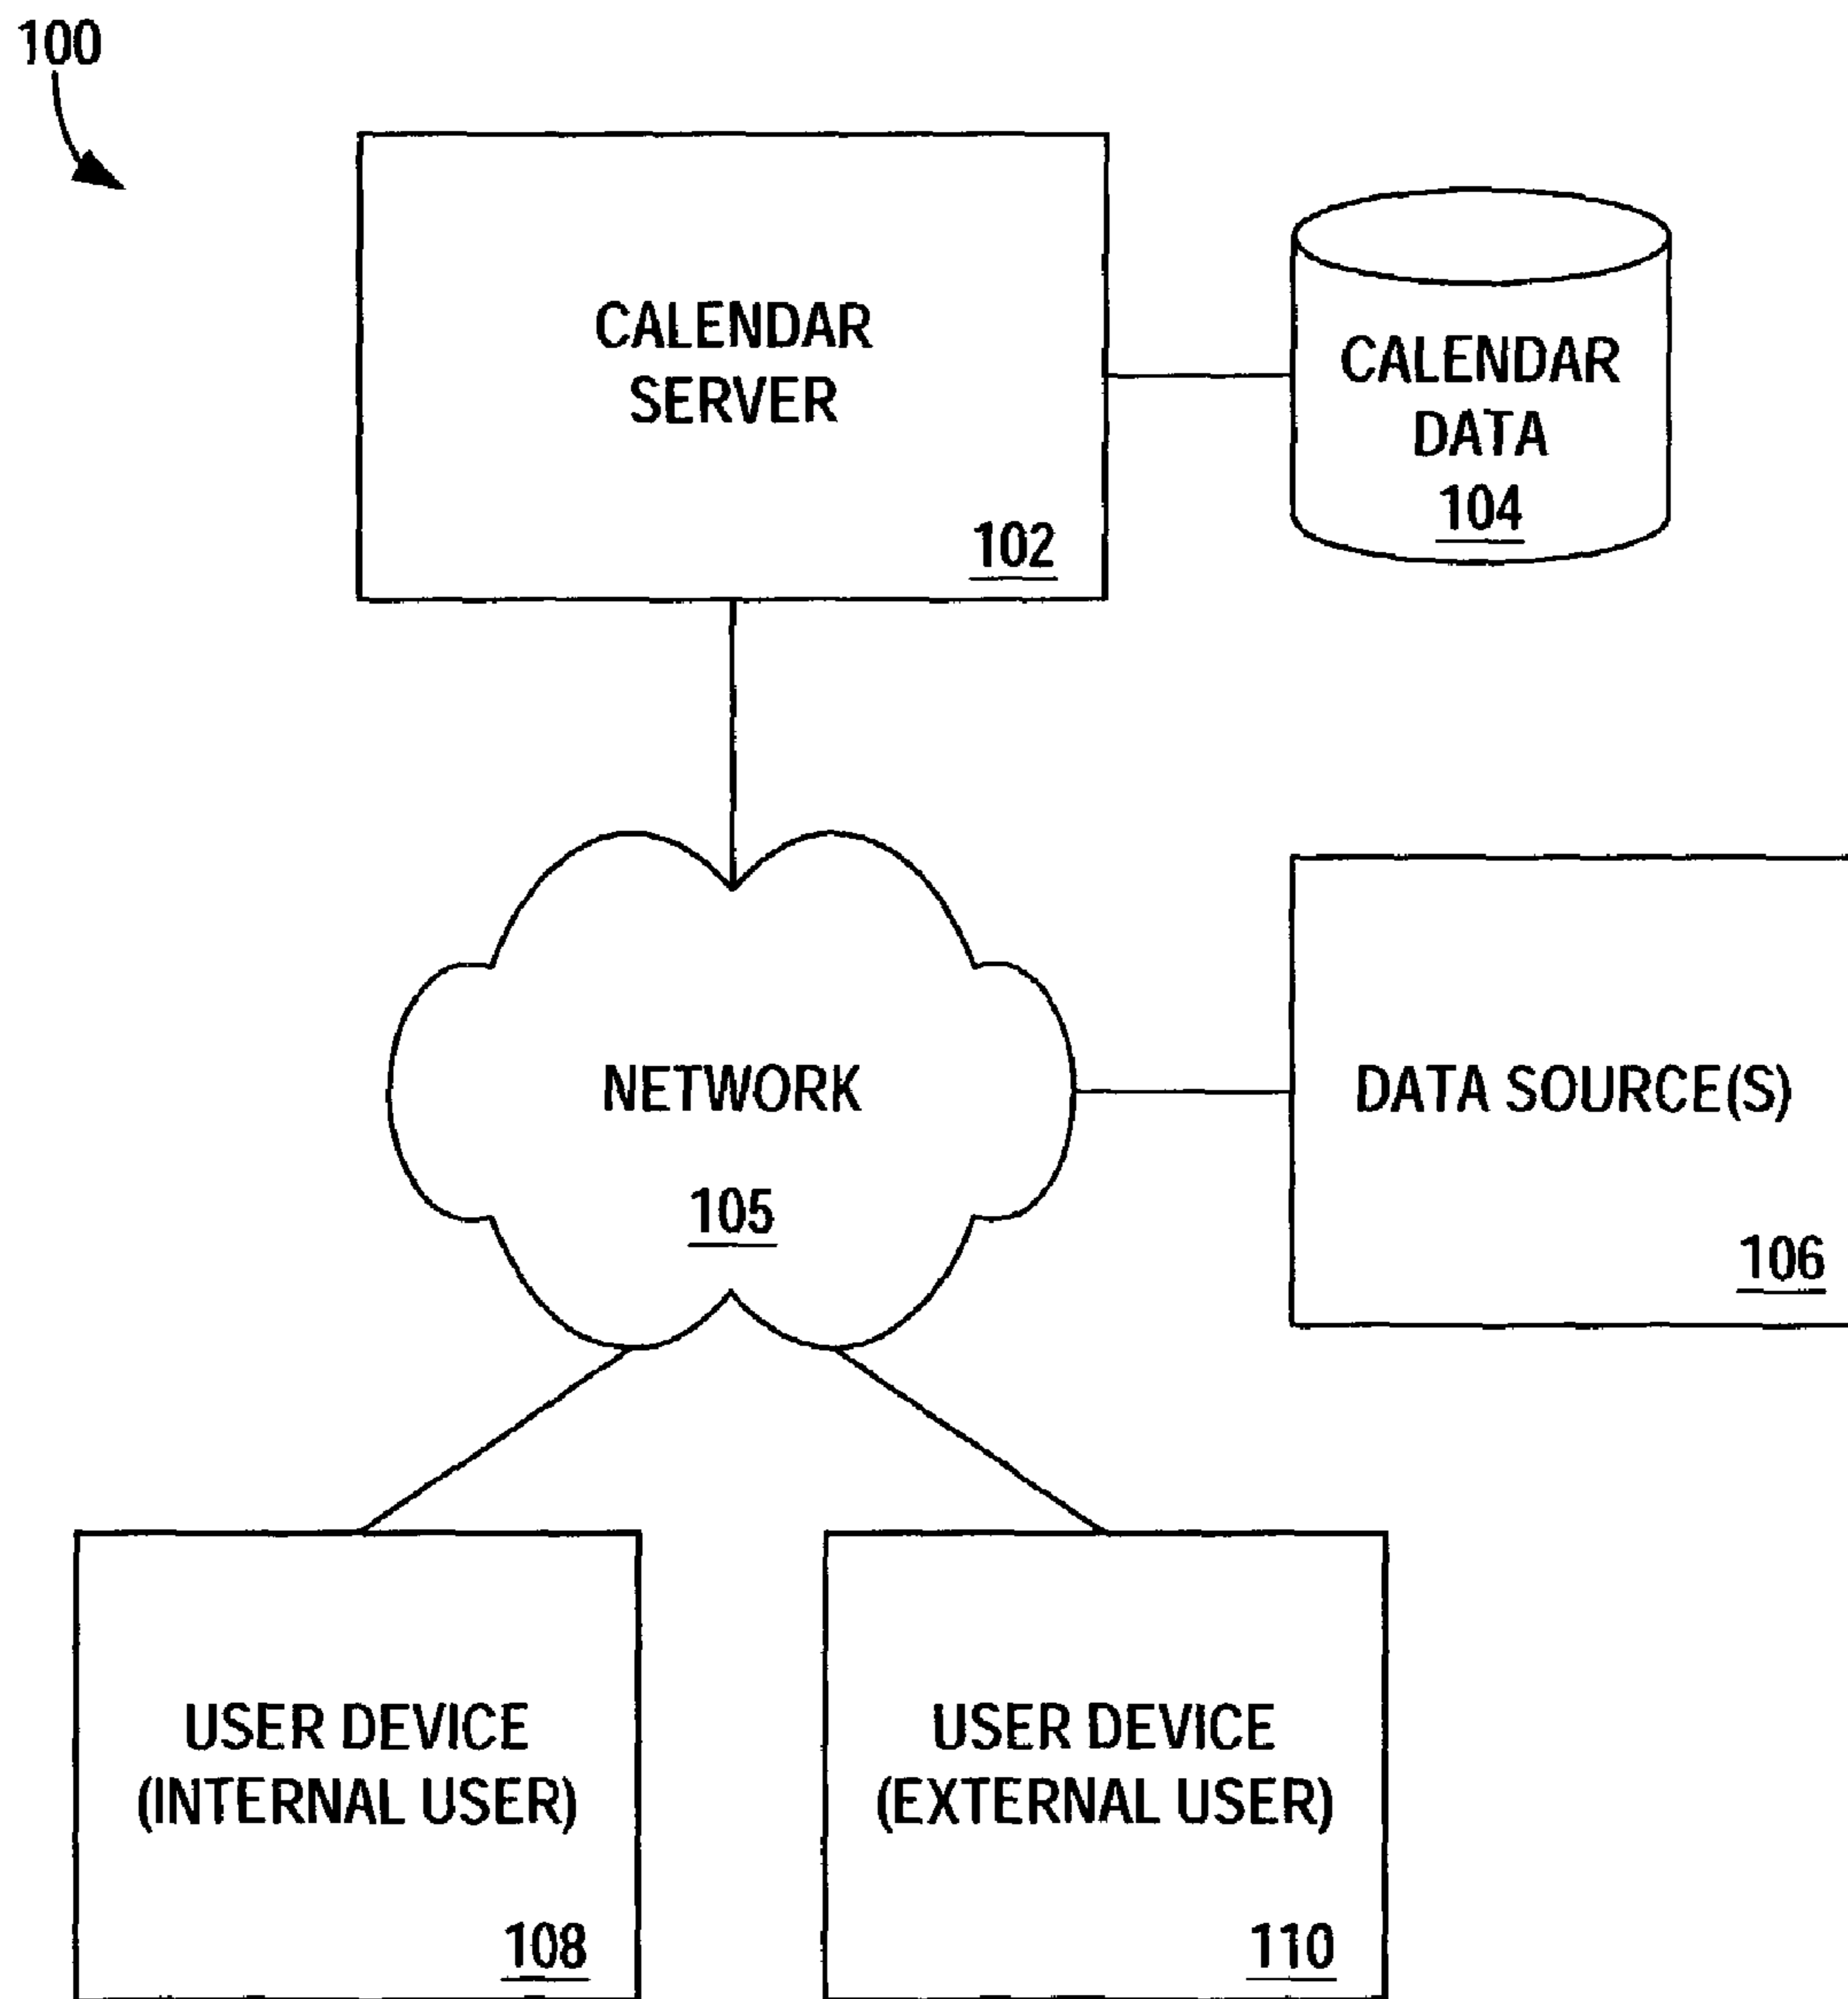 100
CALENDAR
SERVER
102
CALENDAR
DATA
104
NETWORK
105
DATA SOURCE(S)
106
USER DEVICE
(INTERNAL USER)
108
USER DEVICE
(EXTERNAL USER)
110